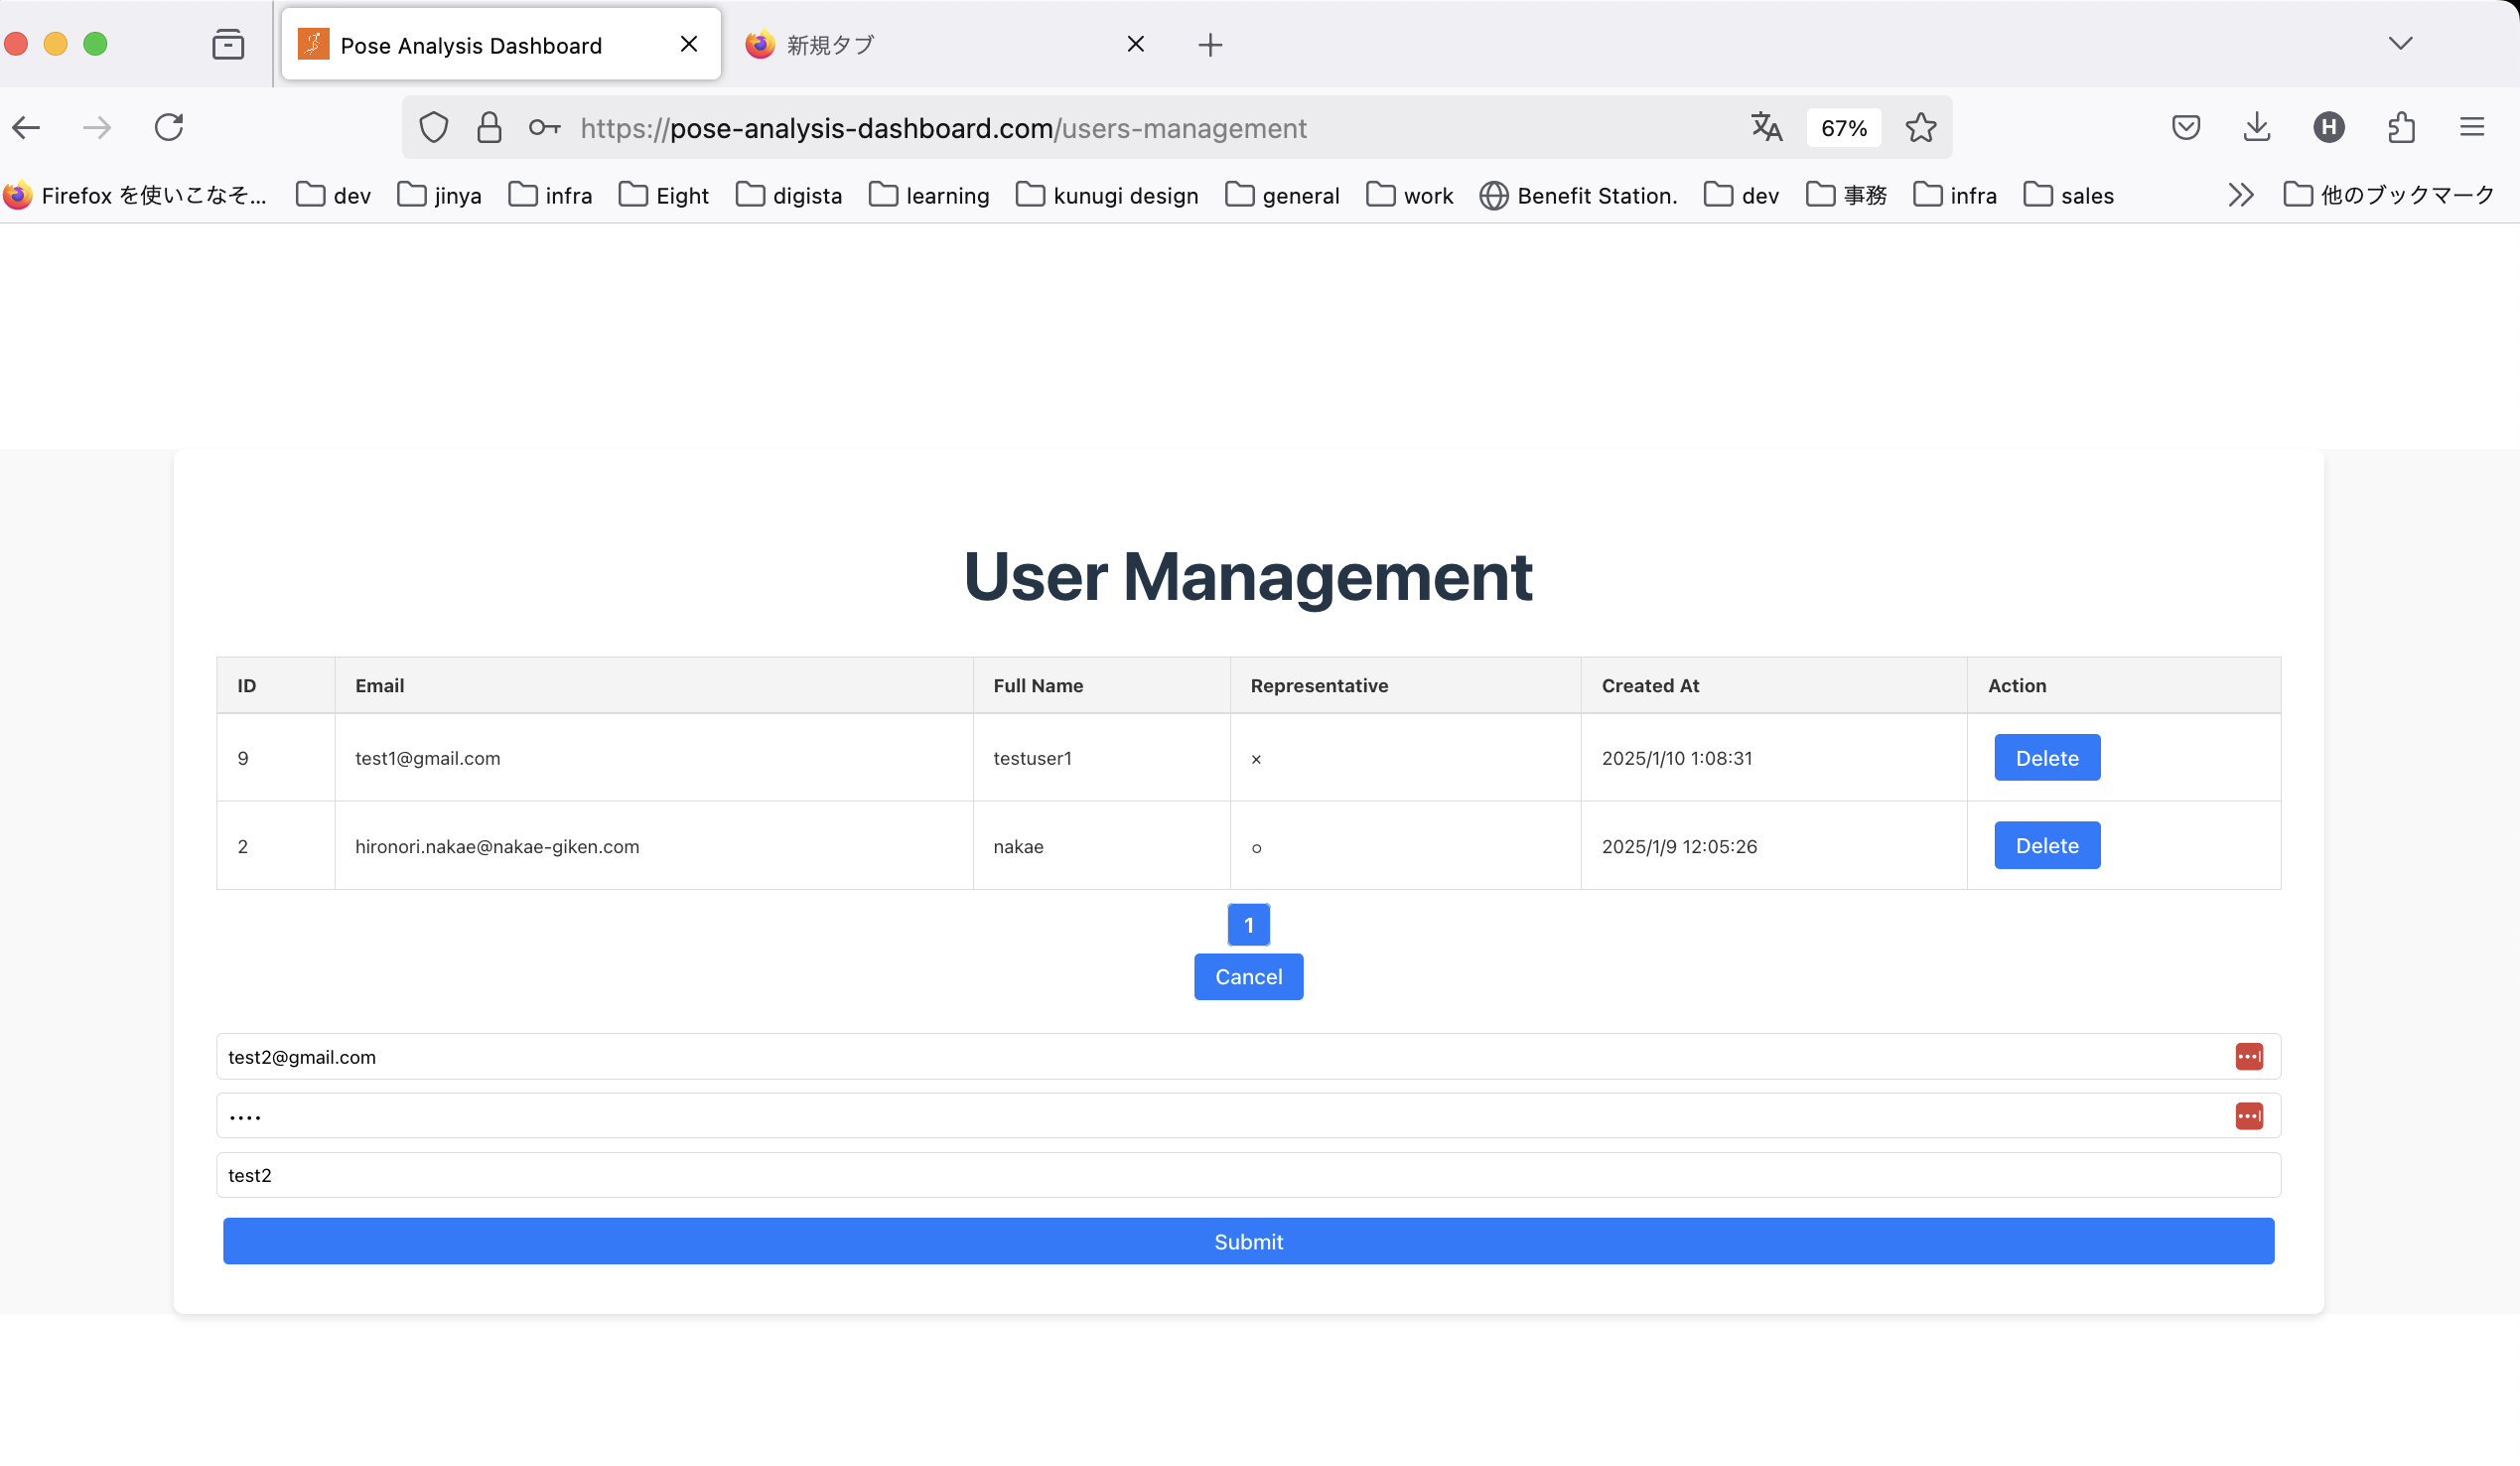 Pose Analysis Dashboard
新規タブ
https://pose-analysis-dashboard.com/users-management
67%
H
Firefox を使いこなそ... dev jinya infra Eight digista learning kunugi design general work Benefit Station. dev 事務 infra sales 他のブックマーク
User Management
ID Email Full Name Representative Created At Action
9 test1@gmail.com testuser1 × 2025/1/10 1:08:31 Delete
2 hironori.nakae@nakae-giken.com nakae ○ 2025/1/9 12:05:26 Delete
1
Cancel
test2@gmail.com
••••
test2
Submit